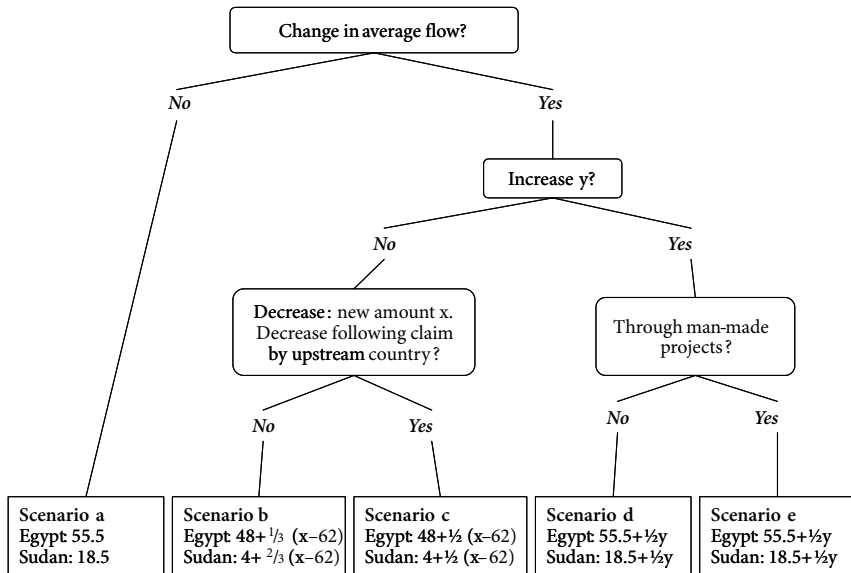 Change in average flow?
No
Yes
Increase y?
No
Yes
Decrease: new amount x.
Decrease following claim
by upstream country?
Through man-made
projects?
No
Yes
No
Yes
Scenario a
Egypt: 55.5
Sudan: 18.5
Scenario b
Egypt: 48+ 1/3 (x–62)
Sudan: 4+ 2/3 (x–62)
Scenario c
Egypt: 48+½ (x–62)
Sudan: 4+½ (x–62)
Scenario d
Egypt: 55.5+½y
Sudan: 18.5+½y
Scenario e
Egypt: 55.5+½y
Sudan: 18.5+½y